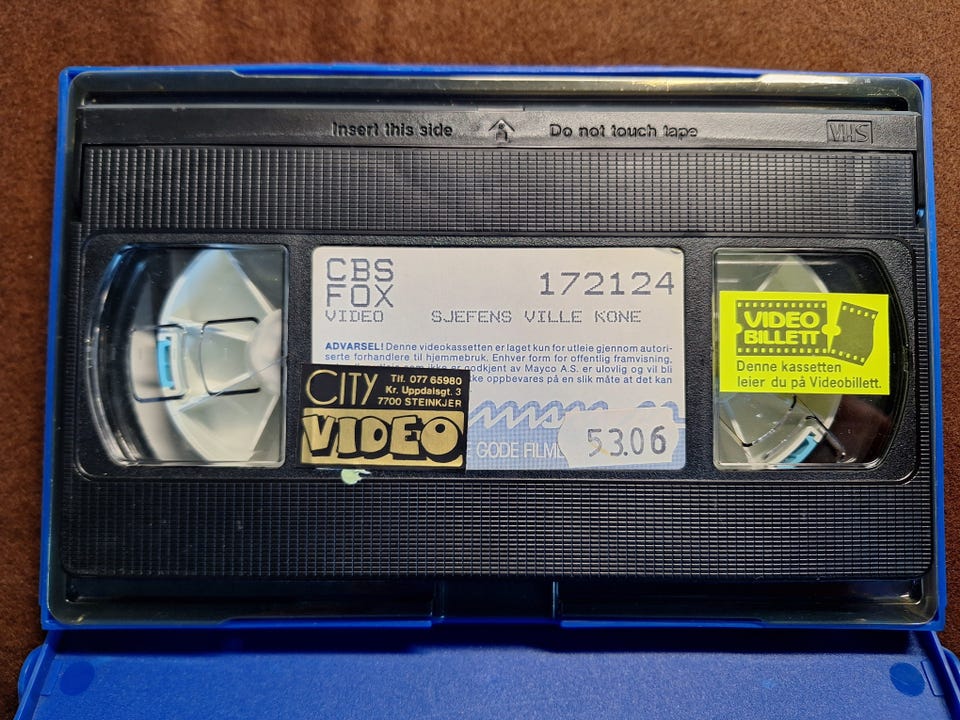 Insert this side
Do not touch tape
VHS
CBS
FOX
VIDEO
172124
SJEFENS VILLE KONE
ADVARSEL! Denne videokassetten er laget kun for utleie gjennom autori-
serte forhandlere til hjemmebruk. Enhver form for offentlig framvisning,
som ikke er godkjent av Mayco A.S. er ulovlig og vil bli
oppbevares på en slik måte at det kan
E GODE FILME
53.06
CITY
Tlf. 077 65980
Kr. Uppdalsgt. 3
7700 STEINKJER
VIDEO
VIDEO
BILLETT
Denne kassetten
leier du på Videobillett.